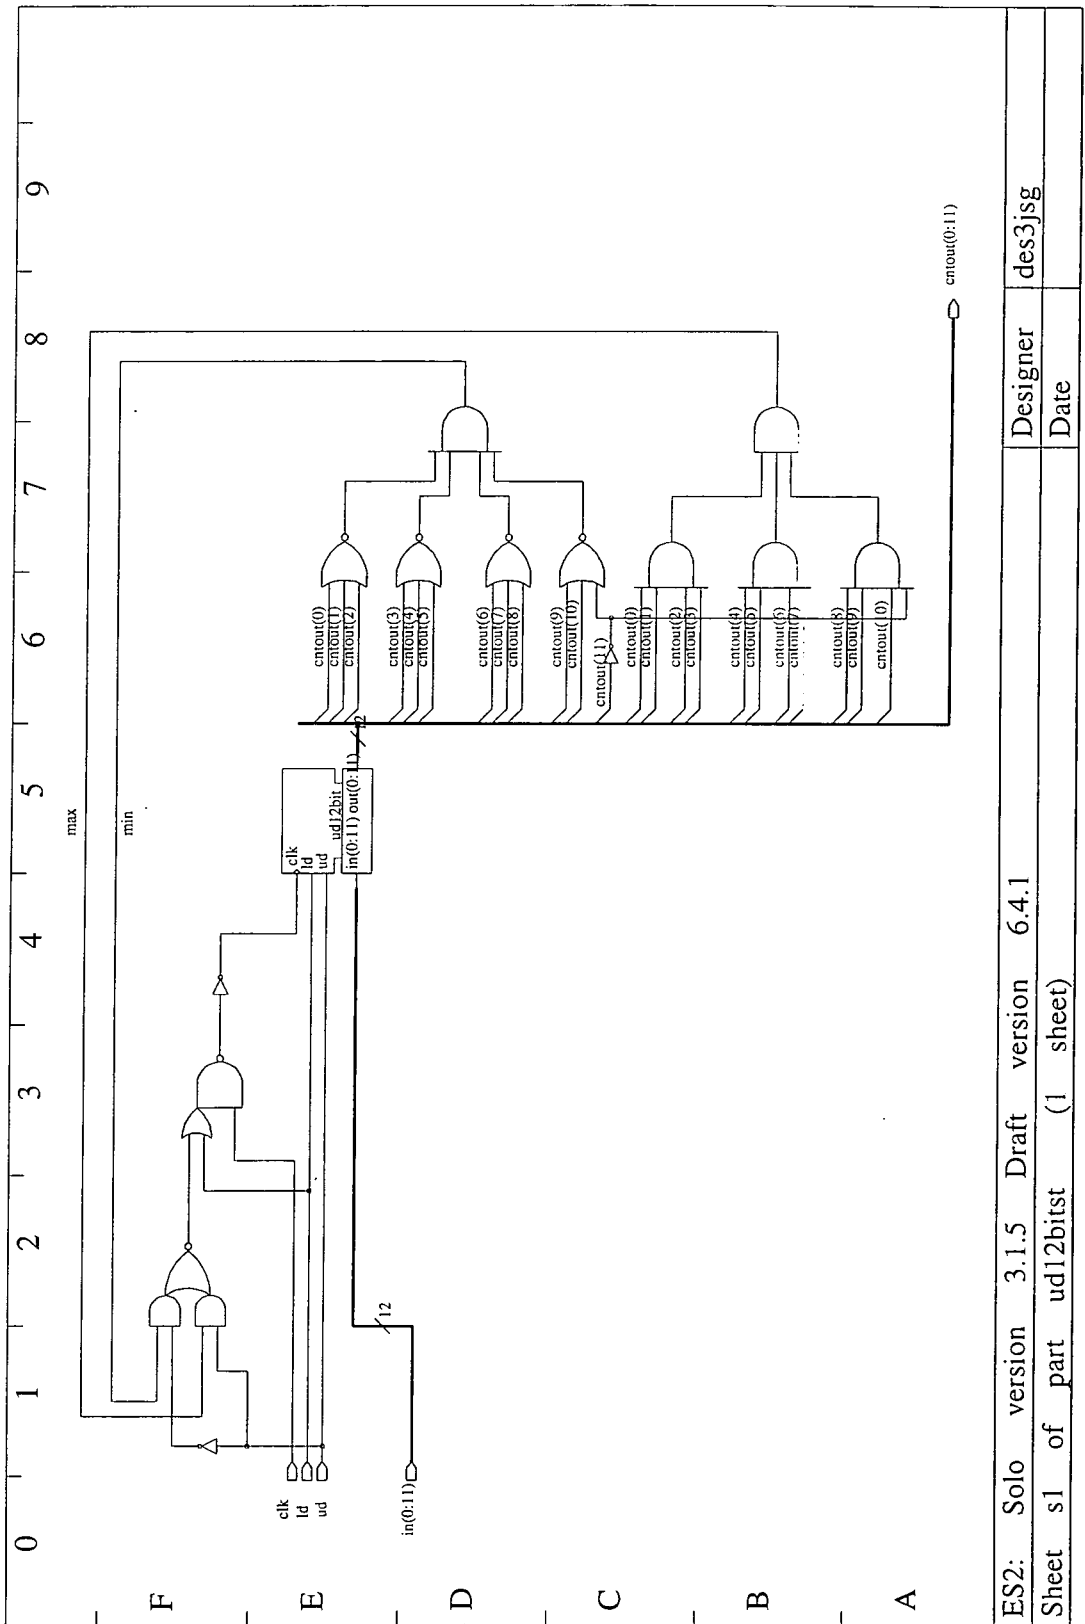 0 1 2 3 4 5 6 7 8 9
F
E
D
C
B
A
max
min
clk
ld
ud
in(0:11)
12
clk
ld
ud
ud12bit
in(0:11) out(0:11)
12
cntout(0)
cntout(1)
cntout(2)
cntout(3)
cntout(4)
cntout(5)
cntout(6)
cntout(7)
cntout(8)
cntout(9)
cntout(10)
cntout(11)
cntout(0)
cntout(1)
cntout(2)
cntout(3)
cntout(4)
cntout(5)
cntout(6)
cntout(7)
cntout(8)
cntout(9)
cntout(10)
cntout(0:11)
ES2: Solo version 3.1.5 Draft version 6.4.1 Designer des3jsg
Sheet s1 of part ud12bitst (1 sheet) Date